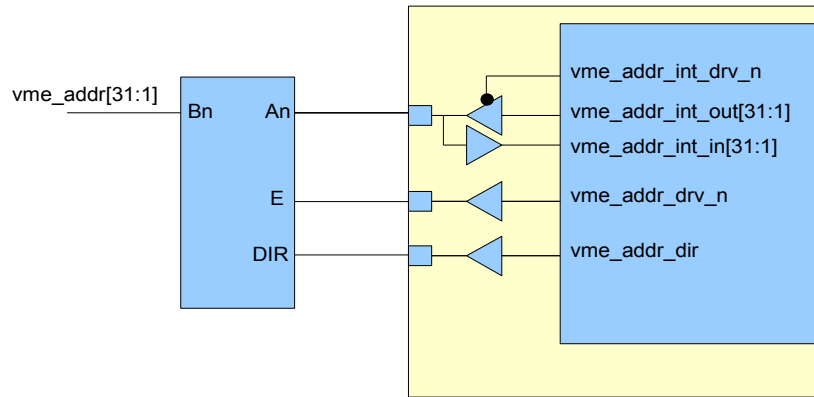 vme_addr_int_drv_n
vme_addr[31:1]
Bn
An
vme_addr_int_out[31:1]
vme_addr_int_in[31:1]
E
vme_addr_drv_n
DIR
vme_addr_dir